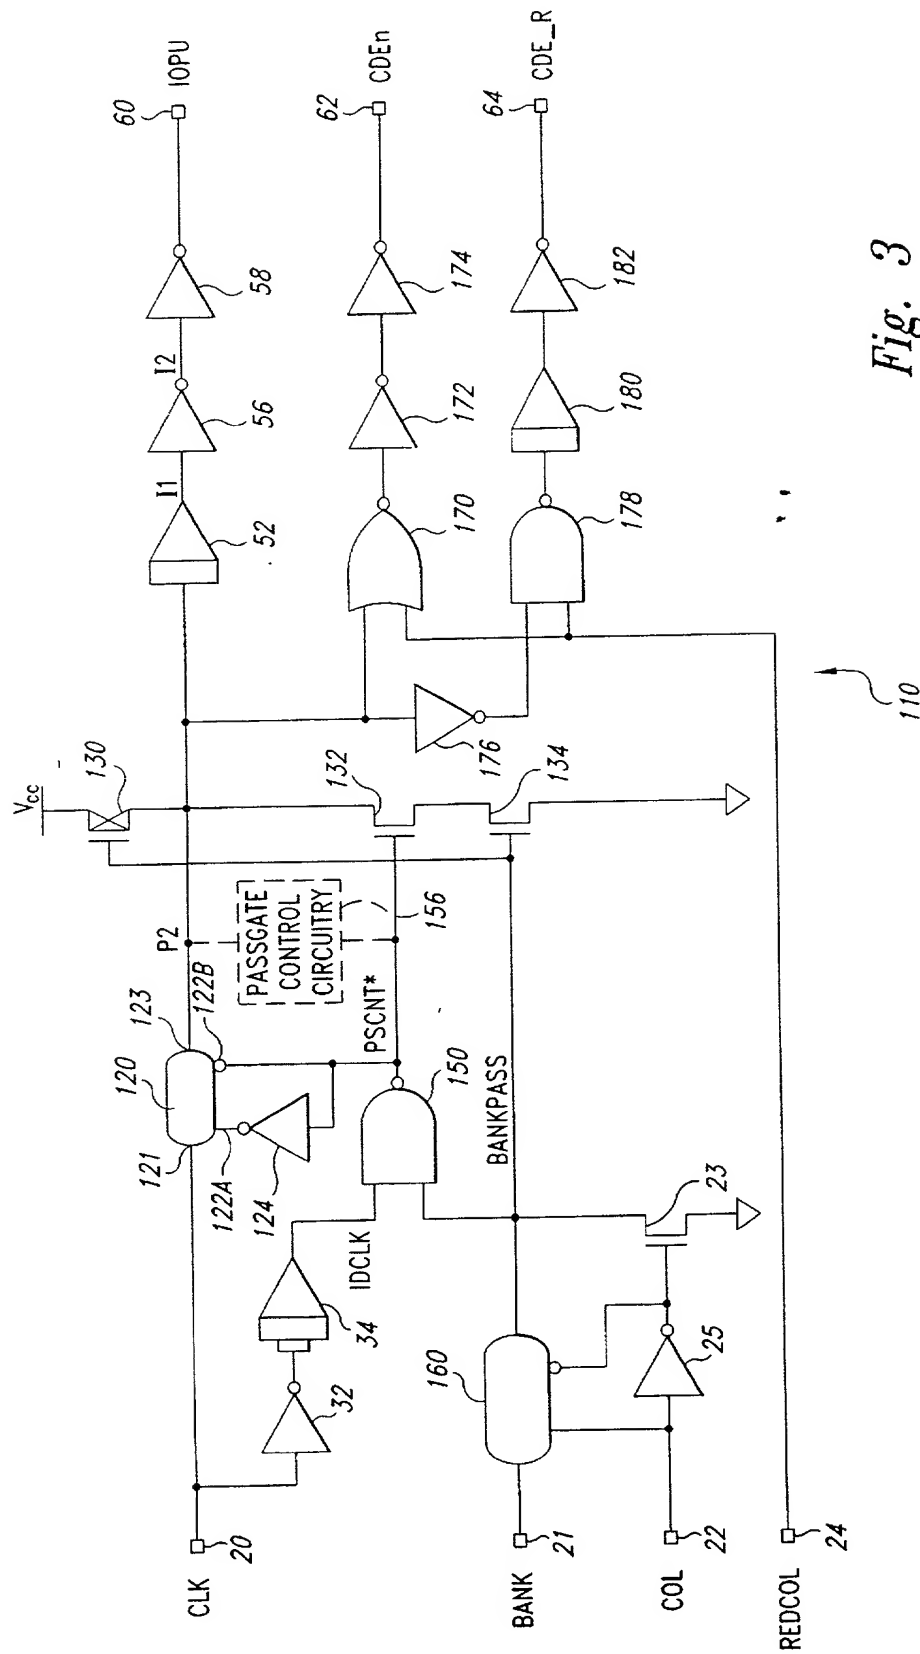 CLK
20
32
34
IDCLK
121
120
123
122A
122B
124
P2
PASSGATE
CONTROL
CIRCUITRY
156
PSCNT*
150
Vcc
130
132
134
176
52
I1
56
I2
58
60
IOPU
170
172
174
62
CDEn
178
180
182
64
CDE_R
BANK
21
160
BANKPASS
COL
22
25
23
REDCOL
24
110
Fig. 3